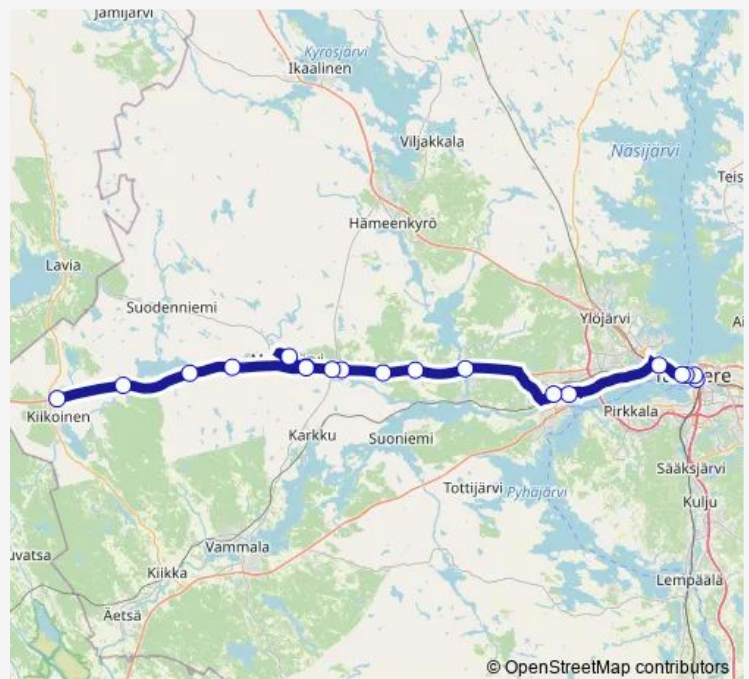 Jämijärvi
Kyrösjärvi
Ikaalinen
Viljakkala
Näsijärvi
Teis
Hämeenkyrö
Lavia
Suodenniemi
Ylöjärvi
Ai
ere
Kiikoinen
Pirkkala
Karkku
Suoniemi
Sääksjärvi
Tottijärvi
Pyhäjärvi
Kulju
Vammala
uvatsa
Kiikka
Lempäälä
Äetsä
© OpenStreetMap contributors